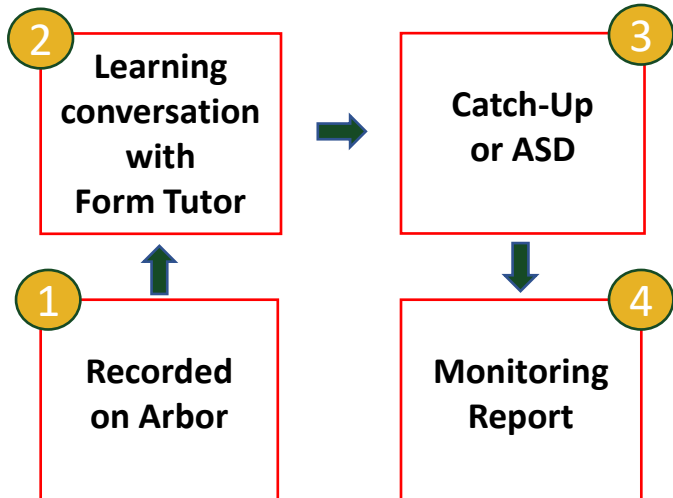 2
Learning
conversation
with
Form Tutor
3
Catch-Up
or ASD
1
Recorded
on Arbor
4
Monitoring
Report